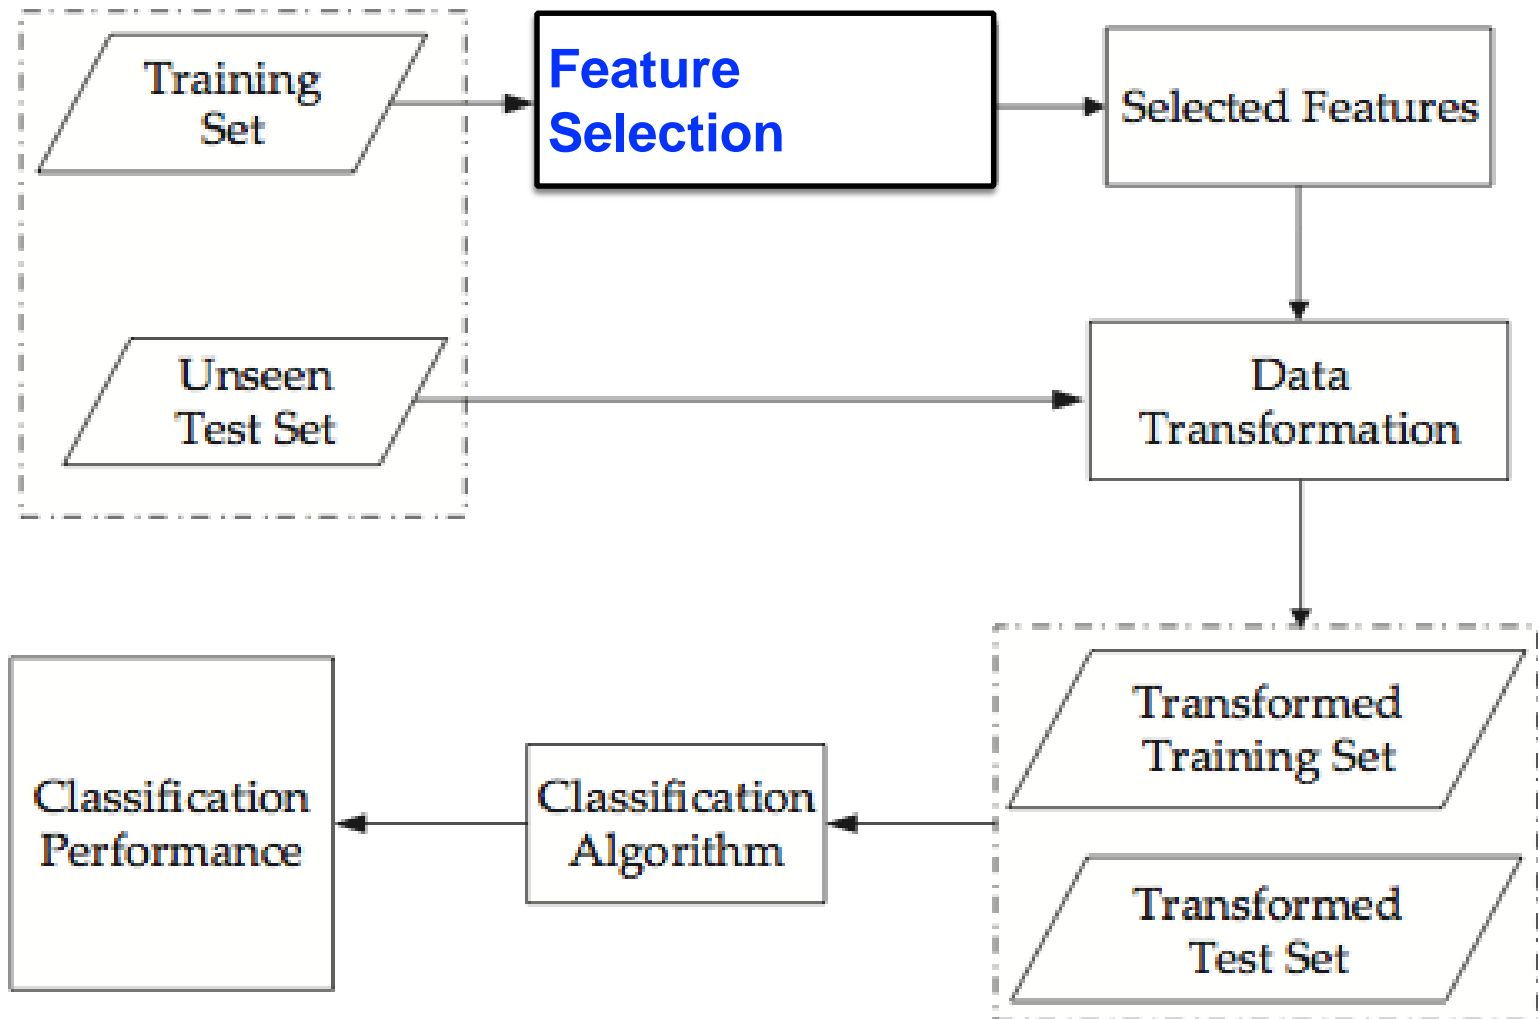 Training
Set
Feature
Selection
Selected Features
Unseen
Test Set
Data
Transformation
Transformed
Training Set
Classification
Algorithm
Classification
Performance
Transformed
Test Set